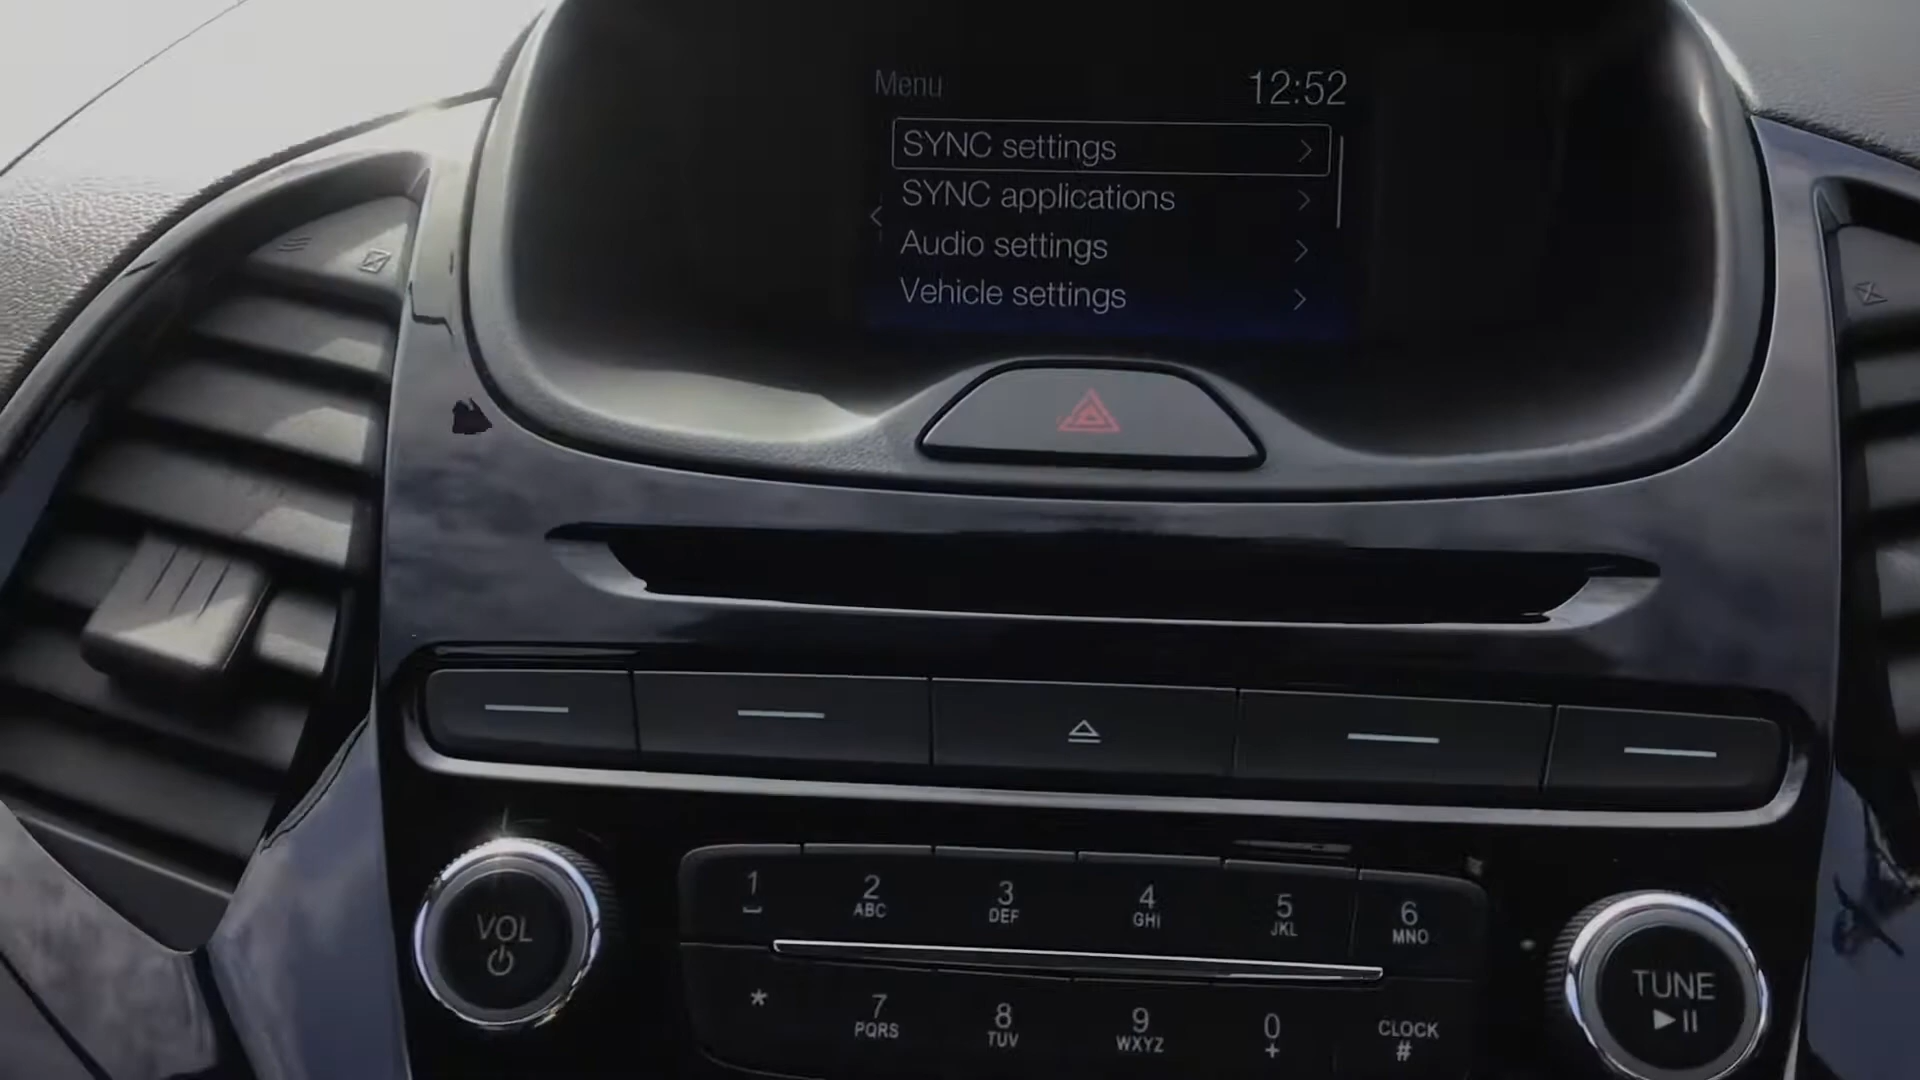 Menu 12:52
SYNC settings
SYNC applications
Audio settings
Vehicle settings
1 2 3 4 5 6
ABC DEF GHI JKL MNO
VOL
TUNE
* 7 8 9 0 CLOCK
PQRS TUV WXYZ + #